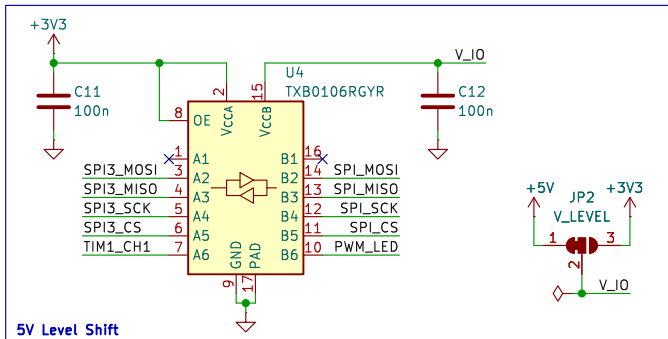 +3V3
C11
100n
2
15
U4
TXB0106RGYR
V_IO
C12
100n
8
OE
VCCA
VCCB
1
A1
B1
16
SPI3_MOSI
3
A2
B2
14
SPI_MOSI
SPI3_MISO
4
A3
B3
13
SPI_MISO
SPI3_SCK
5
A4
B4
12
SPI_SCK
SPI3_CS
6
A5
B5
11
SPI_CS
TIM1_CH1
7
A6
B6
10
PWM_LED
GND
PAD
9
17
+5V
JP2
V_LEVEL
+3V3
1
3
2
V_IO
5V Level Shift